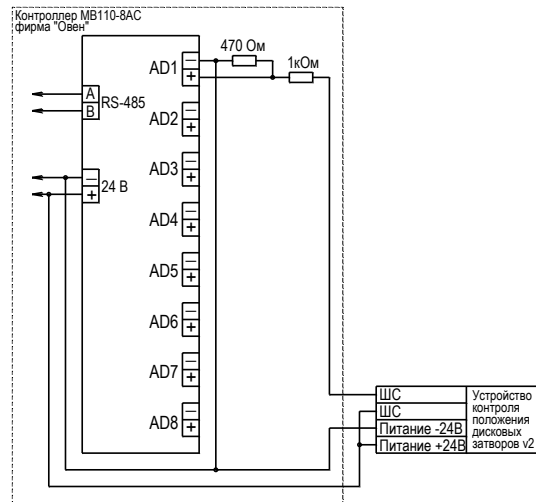 Контроллер МВ110-8АС
фирма "Овен"
470 Ом
1кОм
AD1
–
+
A
B
RS-485
AD2
–
+
AD3
–
+
–
+
24 В
AD4
–
+
AD5
–
+
AD6
–
+
AD7
–
+
AD8
–
+
ШС
ШС
Питание -24В
Питание +24В
Устройство
контроля
положения
дисковых
затворов v2